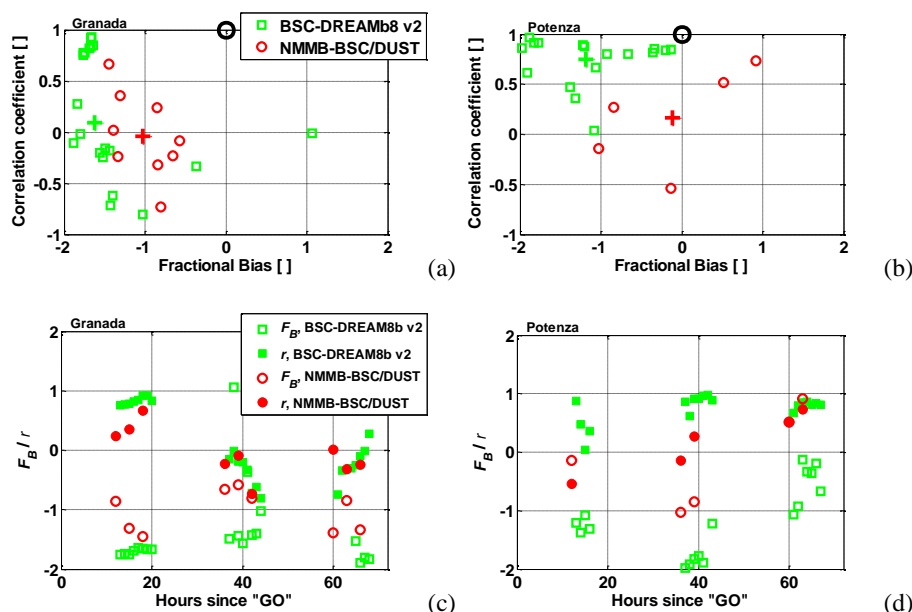 Granada
BSC-DREAMb8 v2
NMMB-BSC/DUST
1
0.5
0
-0.5
-1
Correlation coefficient [ ]
-2 -1 0 1 2
Fractional Bias [ ]
(a)
Potenza
1
0.5
0
-0.5
-1
Correlation coefficient [ ]
-2 -1 0 1 2
Fractional Bias [ ]
(b)
Granada
F_B, BSC-DREAM8b v2
r, BSC-DREAM8b v2
F_B, NMMB-BSC/DUST
r, NMMB-BSC/DUST
2
1
0
-1
-2
F_B / r
0 20 40 60
Hours since "GO"
(c)
Potenza
2
1
0
-1
-2
F_B / r
0 20 40 60
Hours since "GO"
(d)